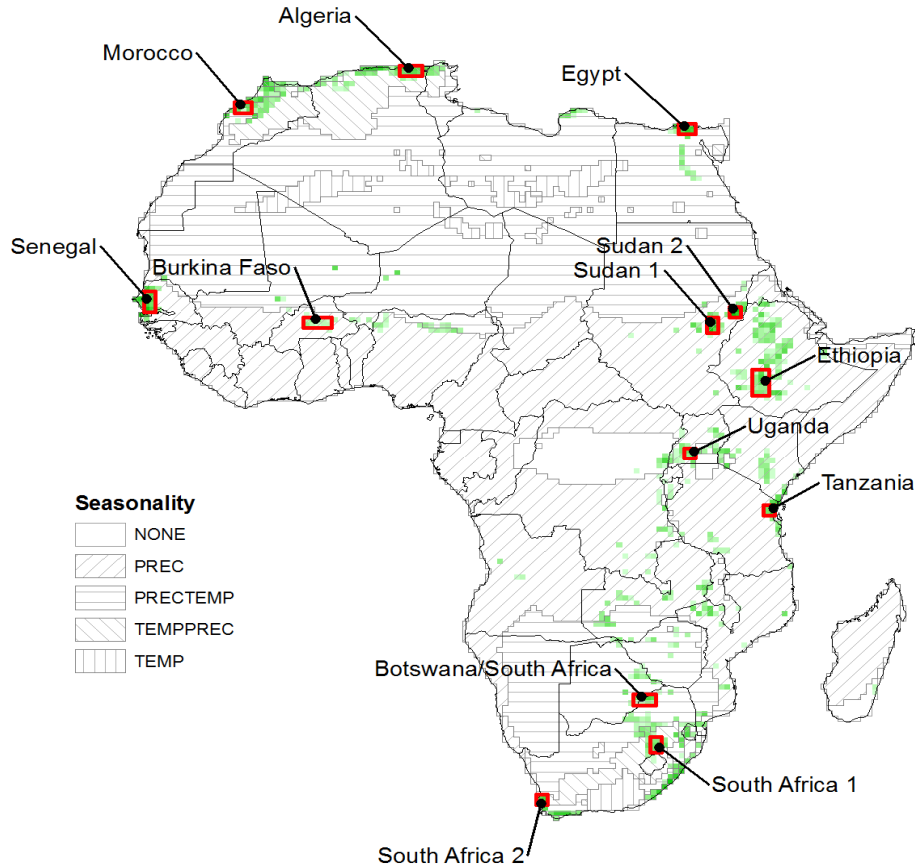 Algeria
Morocco
Egypt
Senegal
Burkina Faso
Sudan 2
Sudan 1
Ethiopia
Uganda
Tanzania
Seasonality
NONE
PREC
PRECTEMP
TEMPPREC
TEMP
Botswana/South Africa
South Africa 1
South Africa 2